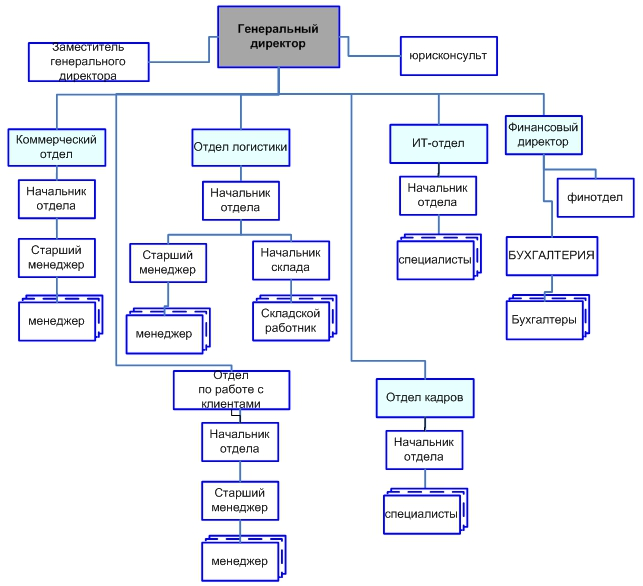 Генеральный
директор
Заместитель
генерального
директора
юрисконсульт
Коммерческий
отдел
Отдел логистики
ИТ-отдел
Финансовый
директор
Начальник
отдела
Начальник
отдела
Начальник
отдела
финотдел
Старший
менеджер
Старший
менеджер
Начальник
склада
специалисты
БУХГАЛТЕРИЯ
менеджер
менеджер
Складской
работник
Бухгалтеры
Отдел
по работе с
клиентами
Отдел кадров
Начальник
отдела
Начальник
отдела
Старший
менеджер
специалисты
менеджер